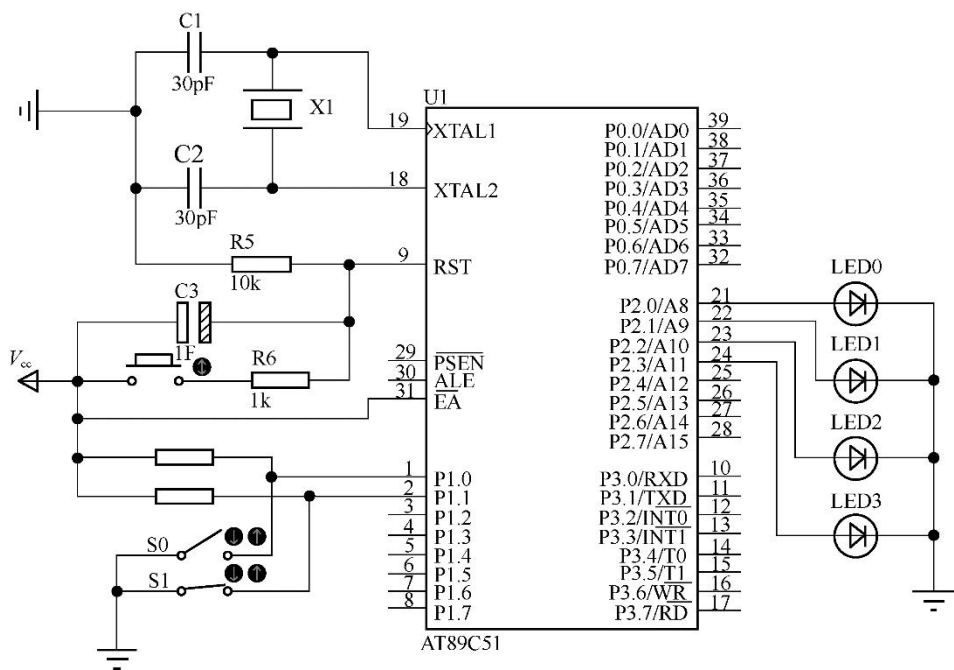 C1
30pF
X1
C2
30pF
R5
10k
C3
1F
R6
1k
Vcc
S0
S1
U1
19 XTAL1
18 XTAL2
9 RST
29 PSEN
30 ALE
31 EA
1 P1.0
2 P1.1
3 P1.2
4 P1.3
5 P1.4
6 P1.5
7 P1.6
8 P1.7
P0.0/AD0 39
P0.1/AD1 38
P0.2/AD2 37
P0.3/AD3 36
P0.4/AD4 35
P0.5/AD5 34
P0.6/AD6 33
P0.7/AD7 32
P2.0/A8 21
P2.1/A9 22
P2.2/A10 23
P2.3/A11 24
P2.4/A12 25
P2.5/A13 26
P2.6/A14 27
P2.7/A15 28
P3.0/RXD 10
P3.1/TXD 11
P3.2/INT0 12
P3.3/INT1 13
P3.4/T0 14
P3.5/T1 15
P3.6/WR 16
P3.7/RD 17
AT89C51
LED0
LED1
LED2
LED3